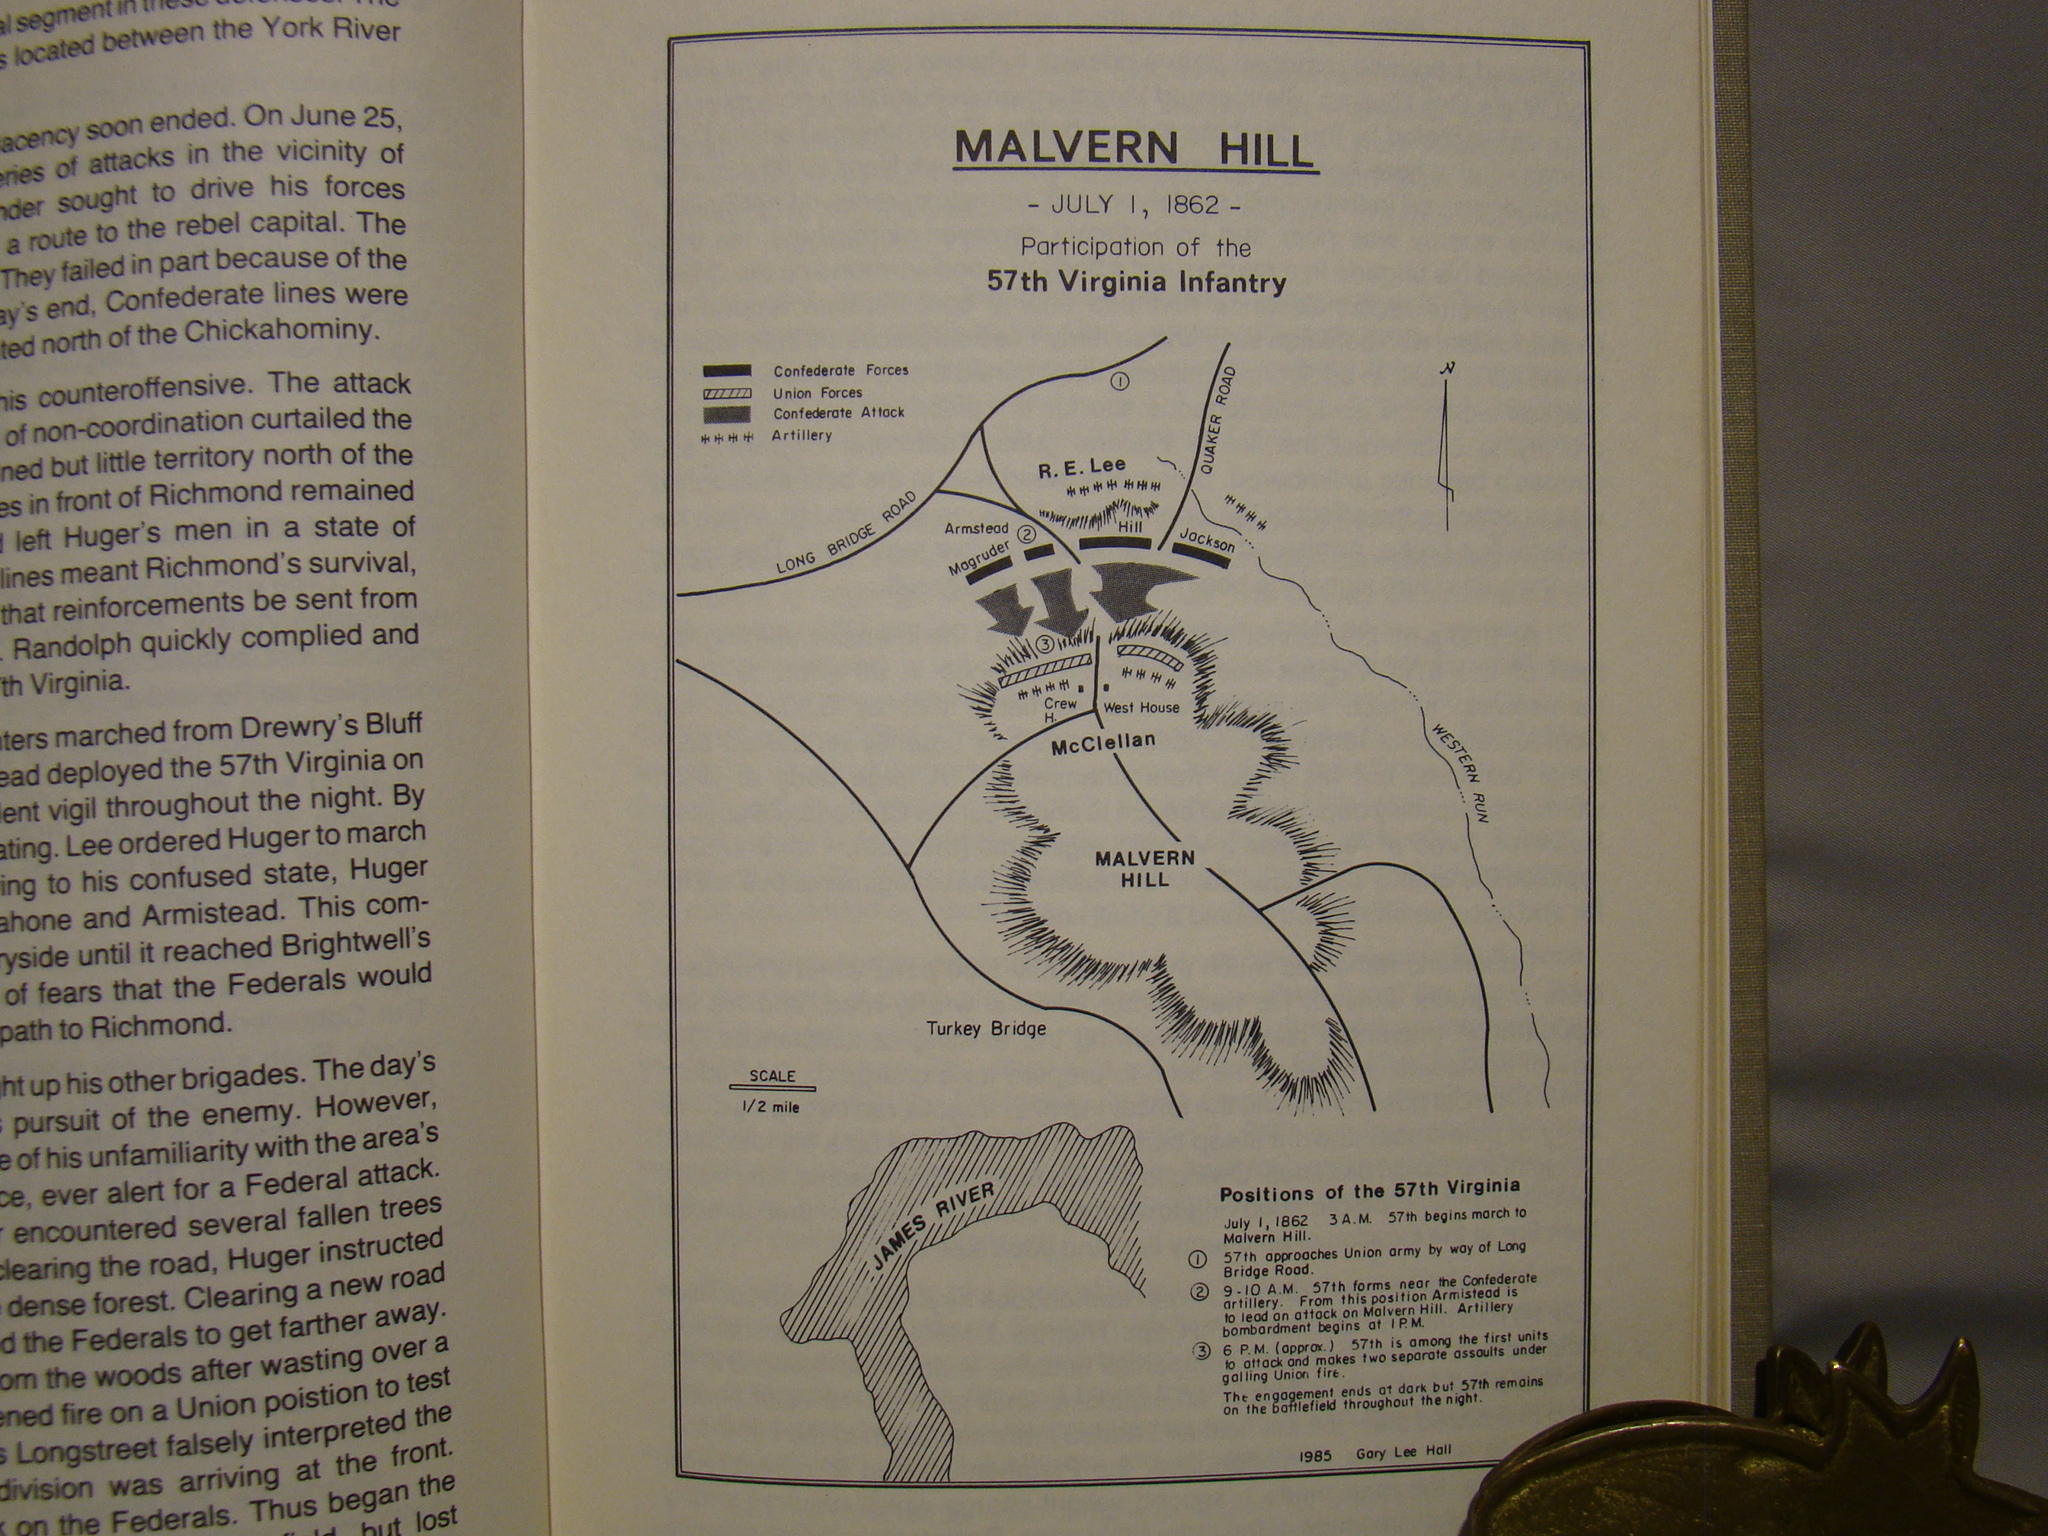 al segment in these defenses. The
s located between the York River
acency soon ended. On June 25,
eries of attacks in the vicinity of
nder sought to drive his forces
a route to the rebel capital. The
They failed in part because of the
ay's end, Confederate lines were
ted north of the Chickahominy.
his counteroffensive. The attack
of non-coordination curtailed the
ned but little territory north of the
es in front of Richmond remained
d left Huger's men in a state of
lines meant Richmond's survival,
that reinforcements be sent from
. Randolph quickly complied and
th Virginia.
nters marched from Drewry's Bluff
ead deployed the 57th Virginia on
lent vigil throughout the night. By
ating. Lee ordered Huger to march
ing to his confused state, Huger
ahone and Armistead. This com-
ryside until it reached Brightwell's
of fears that the Federals would
path to Richmond.
ght up his other brigades. The day's
s pursuit of the enemy. However,
e of his unfamiliarity with the area's
ce, ever alert for a Federal attack.
r encountered several fallen trees
clearing the road, Huger instructed
dense forest. Clearing a new road
d the Federals to get farther away.
om the woods after wasting over a
ened fire on a Union poistion to test
s Longstreet falsely interpreted the
division was arriving at the front.
k on the Federals. Thus began the
but lost
MALVERN HILL
- JULY 1, 1862 -
Participation of the
57th Virginia Infantry
Confederate Forces
Union Forces
Confederate Attack
Artillery
N
1
QUAKER ROAD
R. E. Lee
LONG BRIDGE ROAD
Armstead
2
Hill
Magruder
Jackson
3
Crew
H.
West House
McClellan
WESTERN RUN
MALVERN
HILL
Turkey Bridge
SCALE
1/2 mile
JAMES RIVER
Positions of the 57th Virginia
July 1, 1862 3 A.M. 57th begins march to
Malvern Hill.
1 57th approaches Union army by way of Long
Bridge Road.
2 9-10 A.M. 57th forms near the Confederate
artillery. From this position Armistead is
to lead an attack on Malvern Hill. Artillery
bombardment begins at 1 P.M.
3 6 P.M. (approx.) 57th is among the first units
to attack and makes two separate assaults under
galling Union fire.
The engagement ends at dark but 57th remains
on the battlefield throughout the night.
1985 Gary Lee Hall